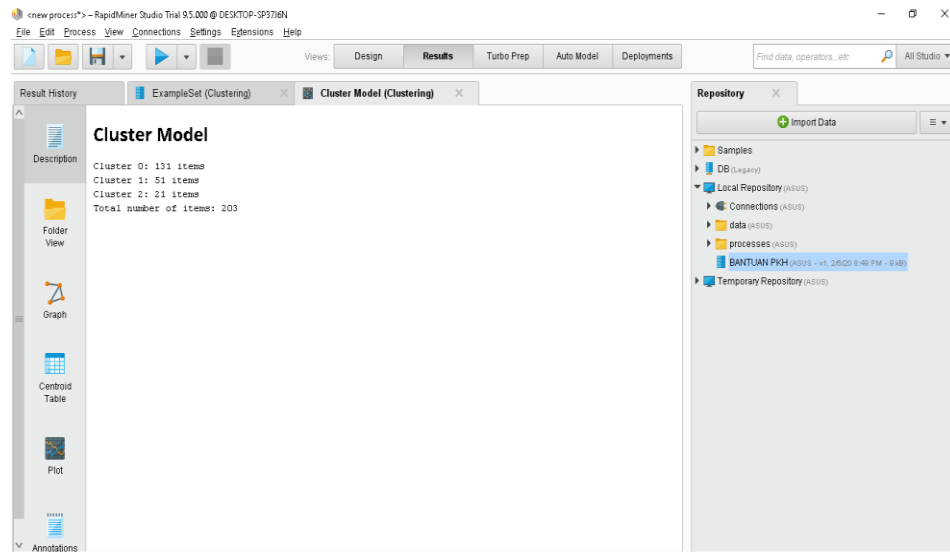 <new process*> – RapidMiner Studio Trial 9.5.000 @ DESKTOP-SP37J6N
File Edit Process View Connections Settings Extensions Help
Views: Design Results Turbo Prep Auto Model Deployments Find data, operators...etc All Studio
Result History ExampleSet (Clustering) Cluster Model (Clustering)
Description
Folder View
Graph
Centroid Table
Plot
Annotations
Cluster Model
Cluster 0: 131 items
Cluster 1: 51 items
Cluster 2: 21 items
Total number of items: 203
Repository
Import Data
Samples
DB (Legacy)
Local Repository (ASUS)
Connections (ASUS)
data (ASUS)
processes (ASUS)
BANTUAN PKH (ASUS – v1, 2/6/20 8:49 PM – 9 kB)
Temporary Repository (ASUS)